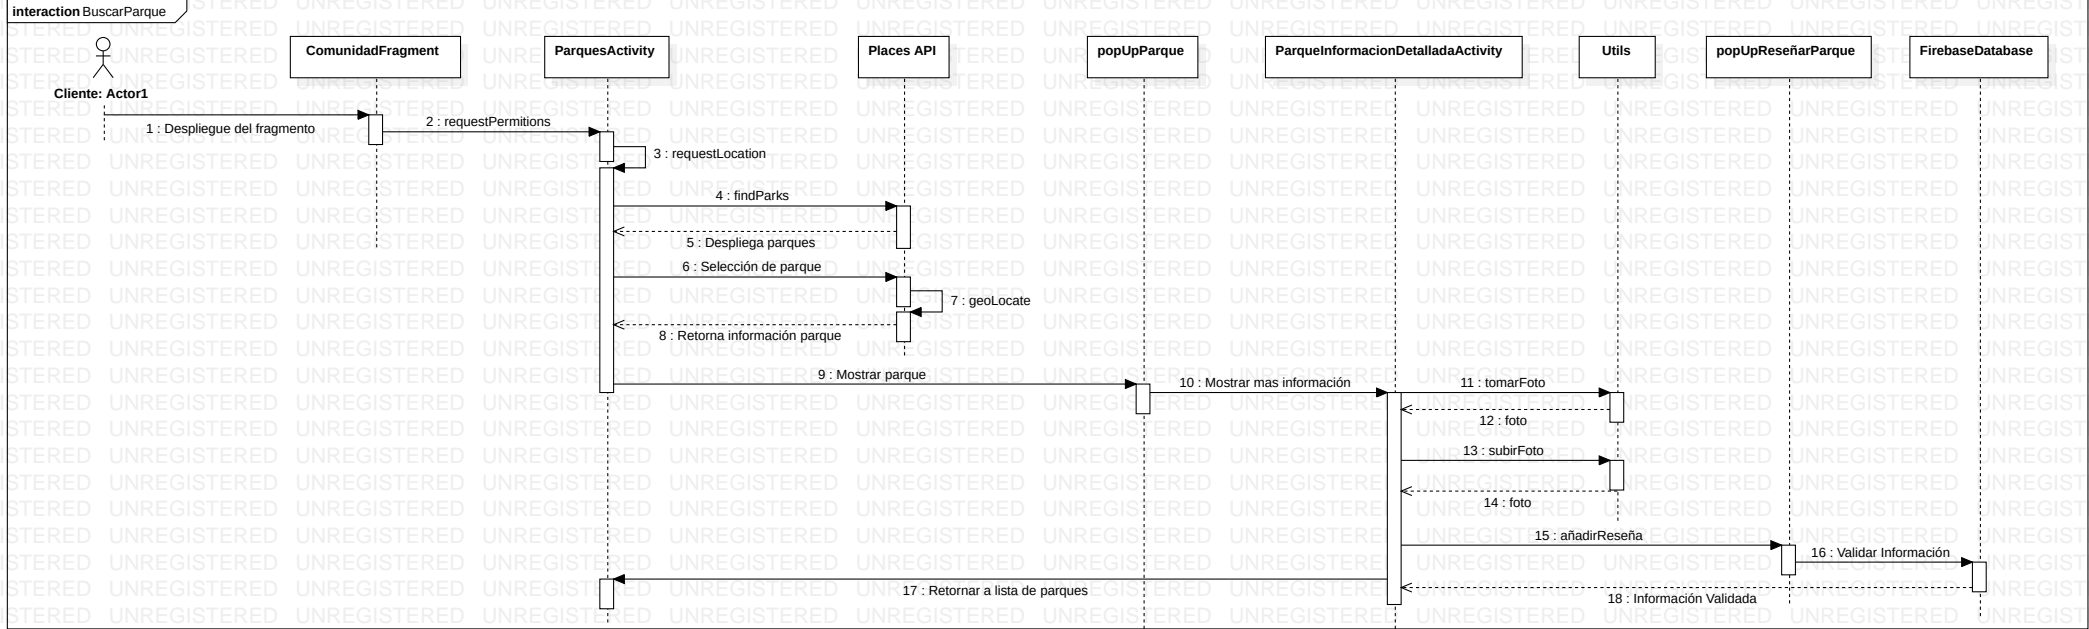 interaction BuscarParque
Cliente: Actor1
ComunidadFragment
ParquesActivity
Places API
popUpParque
ParqueInformacionDetalladaActivity
Utils
popUpReseñarParque
FirebaseDatabase
1 : Despliegue del fragmento
2 : requestPermitions
3 : requestLocation
4 : findParks
5 : Despliega parques
6 : Selección de parque
7 : geoLocate
8 : Retorna información parque
9 : Mostrar parque
10 : Mostrar mas información
11 : tomarFoto
12 : foto
13 : subirFoto
14 : foto
15 : añadirReseña
16 : Validar Información
17 : Retornar a lista de parques
18 : Información Validada
UNREGISTERED